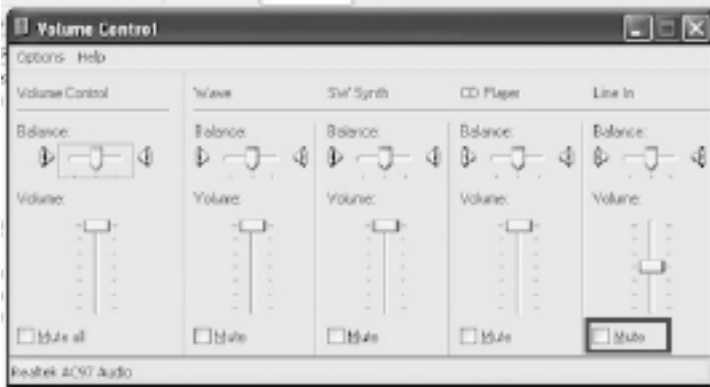 Volume Control
Options Help
Volume Control Wave SW Synth CD Player Line In
Balance: Balance: Balance: Balance: Balance:
Volume: Volume: Volume: Volume: Volume:
Mute all Mute Mute Mute Mute
Realtek AC97 Audio